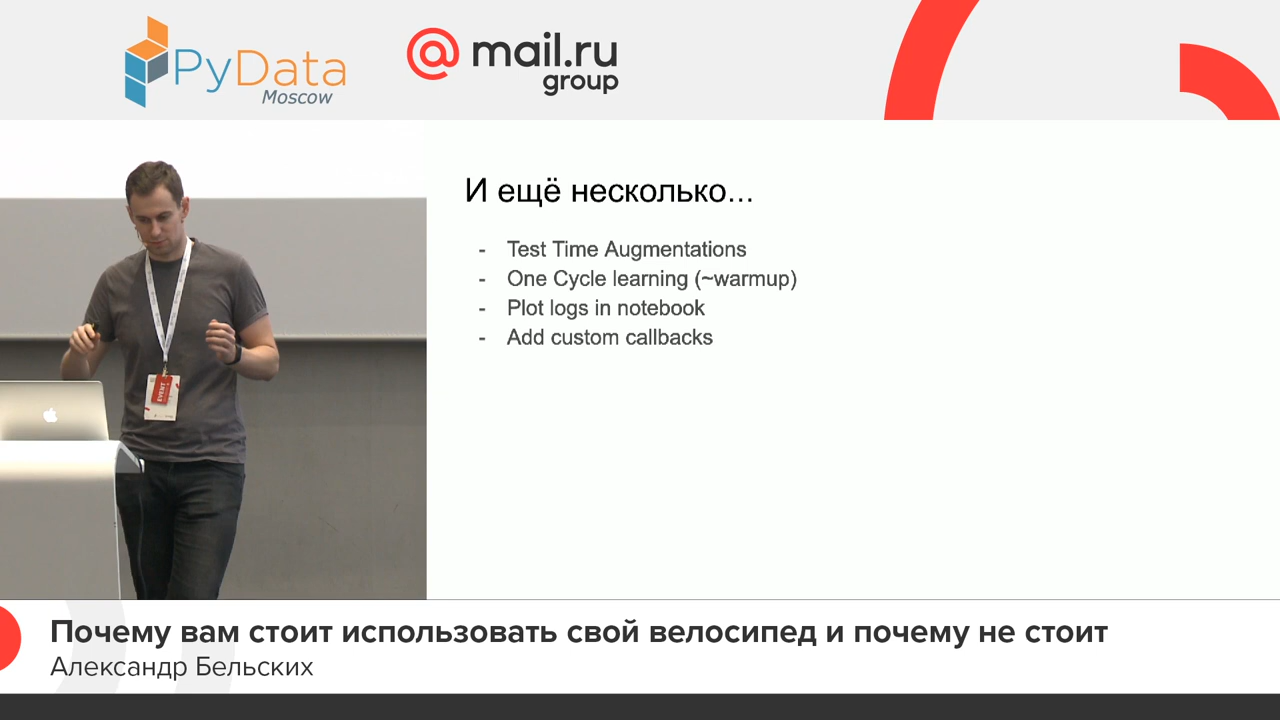 PyData
Moscow
@mail.ru
group
И ещё несколько...
- Test Time Augmentations
- One Cycle learning (~warmup)
- Plot logs in notebook
- Add custom callbacks
EVENT
Почему вам стоит использовать свой велосипед и почему не стоит
Александр Бельских